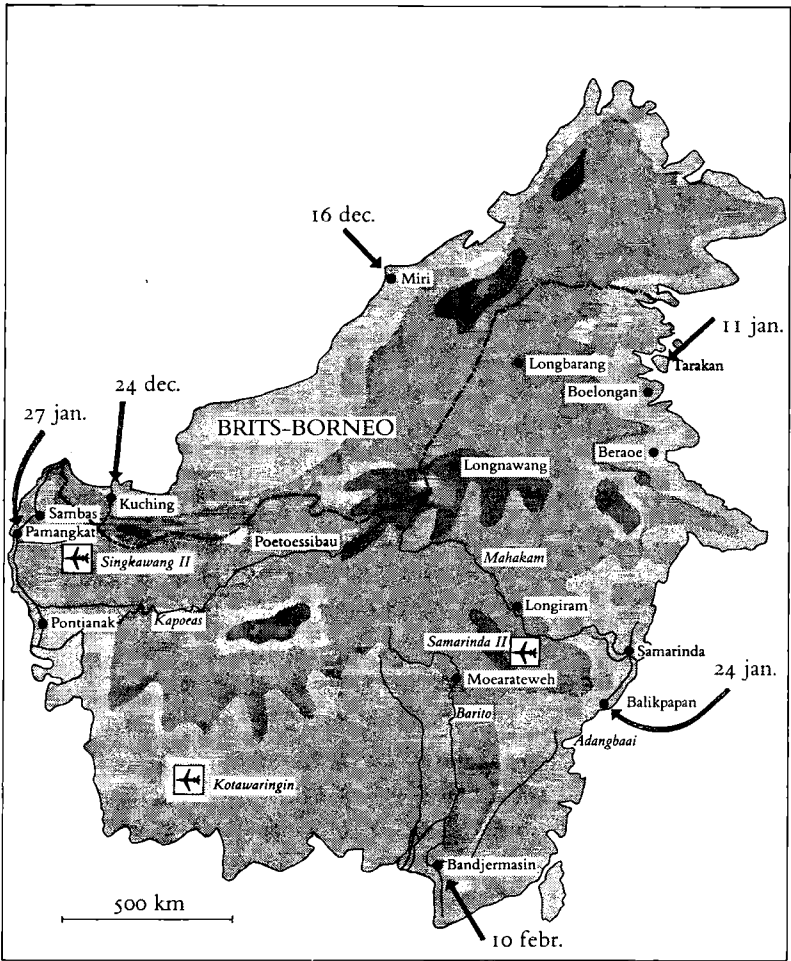 16 dec.
Miri
11 jan.
Longbarang
Tarakan
24 dec.
Boelongan
27 jan.
BRITS-BORNEO
Beraoe
Longnawang
Kuching
Sambas
Pamangkat
Poetoessibau
Singkawang II
Mahakam
Longiram
Kapoeas
Pontianak
Samarinda II
Samarinda
Moearateweh
24 jan.
Balikpapan
Barito
Adangbaai
Kotawaringin
Bandjermasin
500 km
10 febr.